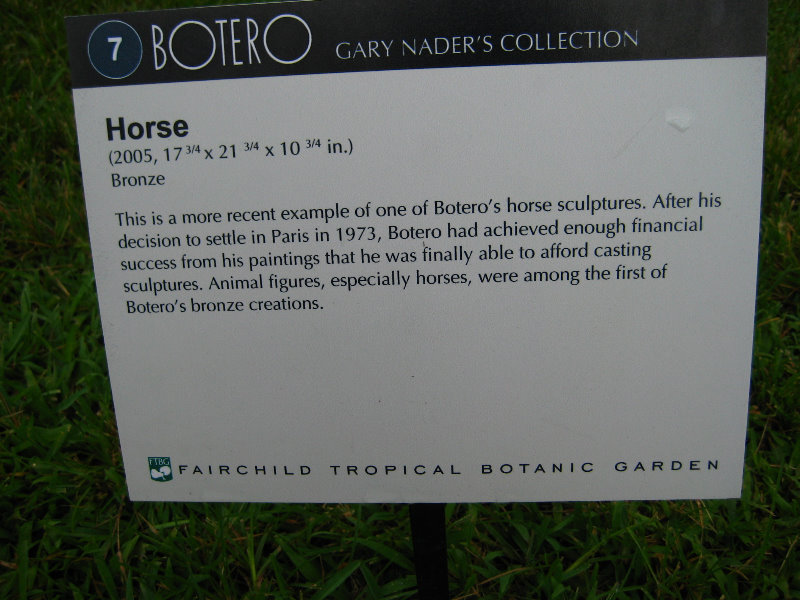 7 BOTERO GARY NADER'S COLLECTION
Horse
(2005, 17 3/4 x 21 3/4 x 10 3/4 in.)
Bronze
This is a more recent example of one of Botero's horse sculptures. After his
decision to settle in Paris in 1973, Botero had achieved enough financial
success from his paintings that he was finally able to afford casting
sculptures. Animal figures, especially horses, were among the first of
Botero's bronze creations.
FTBG FAIRCHILD TROPICAL BOTANIC GARDEN